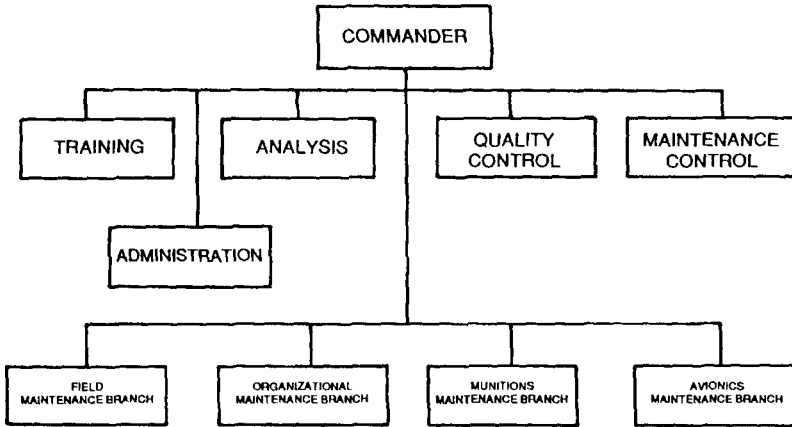 COMMANDER
TRAINING
ANALYSIS
QUALITY
CONTROL
MAINTENANCE
CONTROL
ADMINISTRATION
FIELD
MAINTENANCE BRANCH
ORGANIZATIONAL
MAINTENANCE BRANCH
MUNITIONS
MAINTENANCE BRANCH
AVIONICS
MAINTENANCE BRANCH